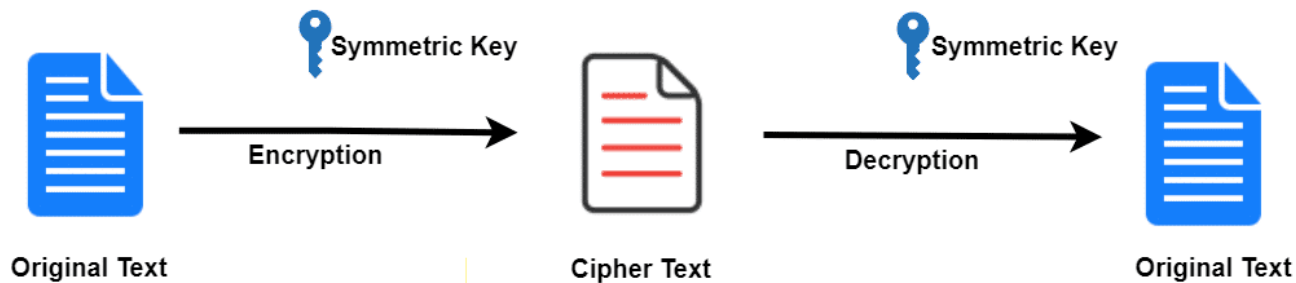 Symmetric Key
Symmetric Key
Encryption
Decryption
Original Text
Cipher Text
Original Text